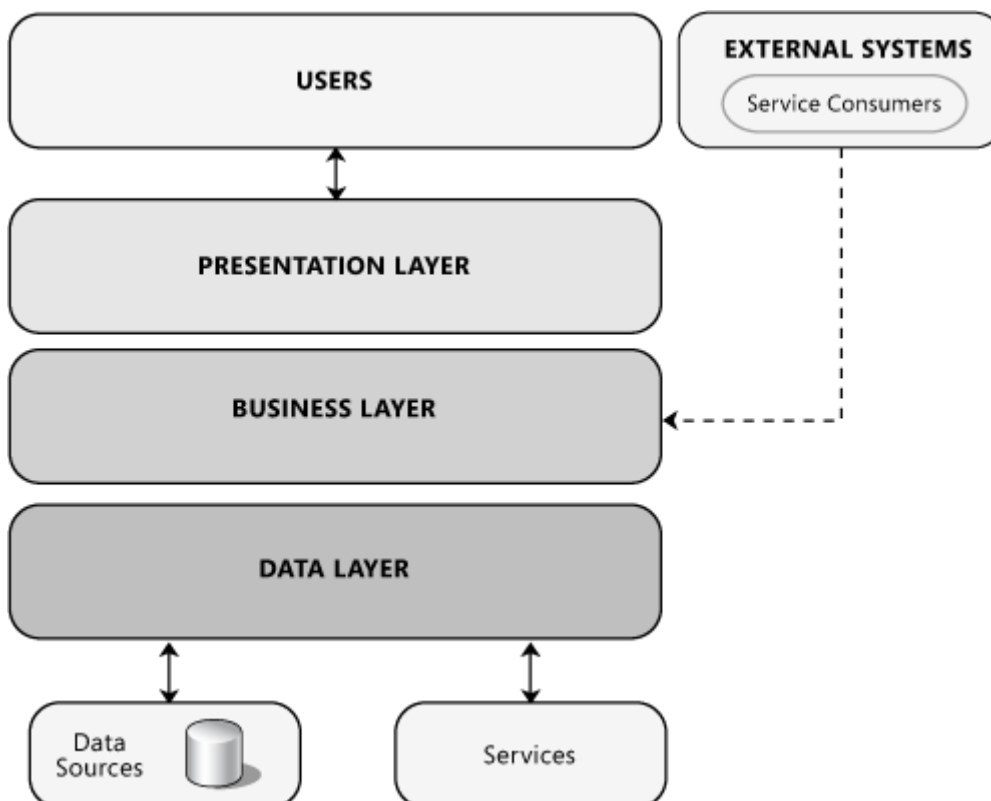 USERS
EXTERNAL SYSTEMS
Service Consumers
PRESENTATION LAYER
BUSINESS LAYER
DATA LAYER
Data
Sources
Services